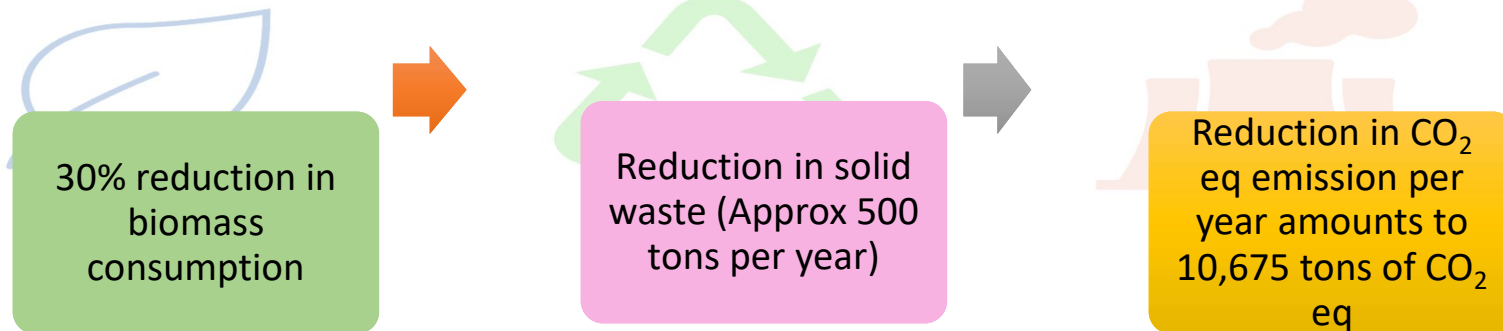 30% reduction in
biomass
consumption
Reduction in solid
waste (Approx 500
tons per year)
Reduction in CO₂
eq emission per
year amounts to
10,675 tons of CO₂
eq